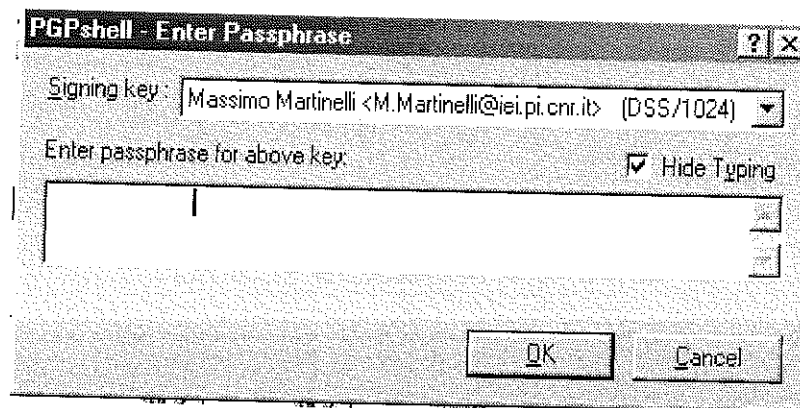 PGPshell - Enter Passphrase
Signing key : Massimo Martinelli <M.Martinelli@iei.pi.cnr.it> (DSS/1024)
Enter passphrase for above key: Hide Typing
OK Cancel